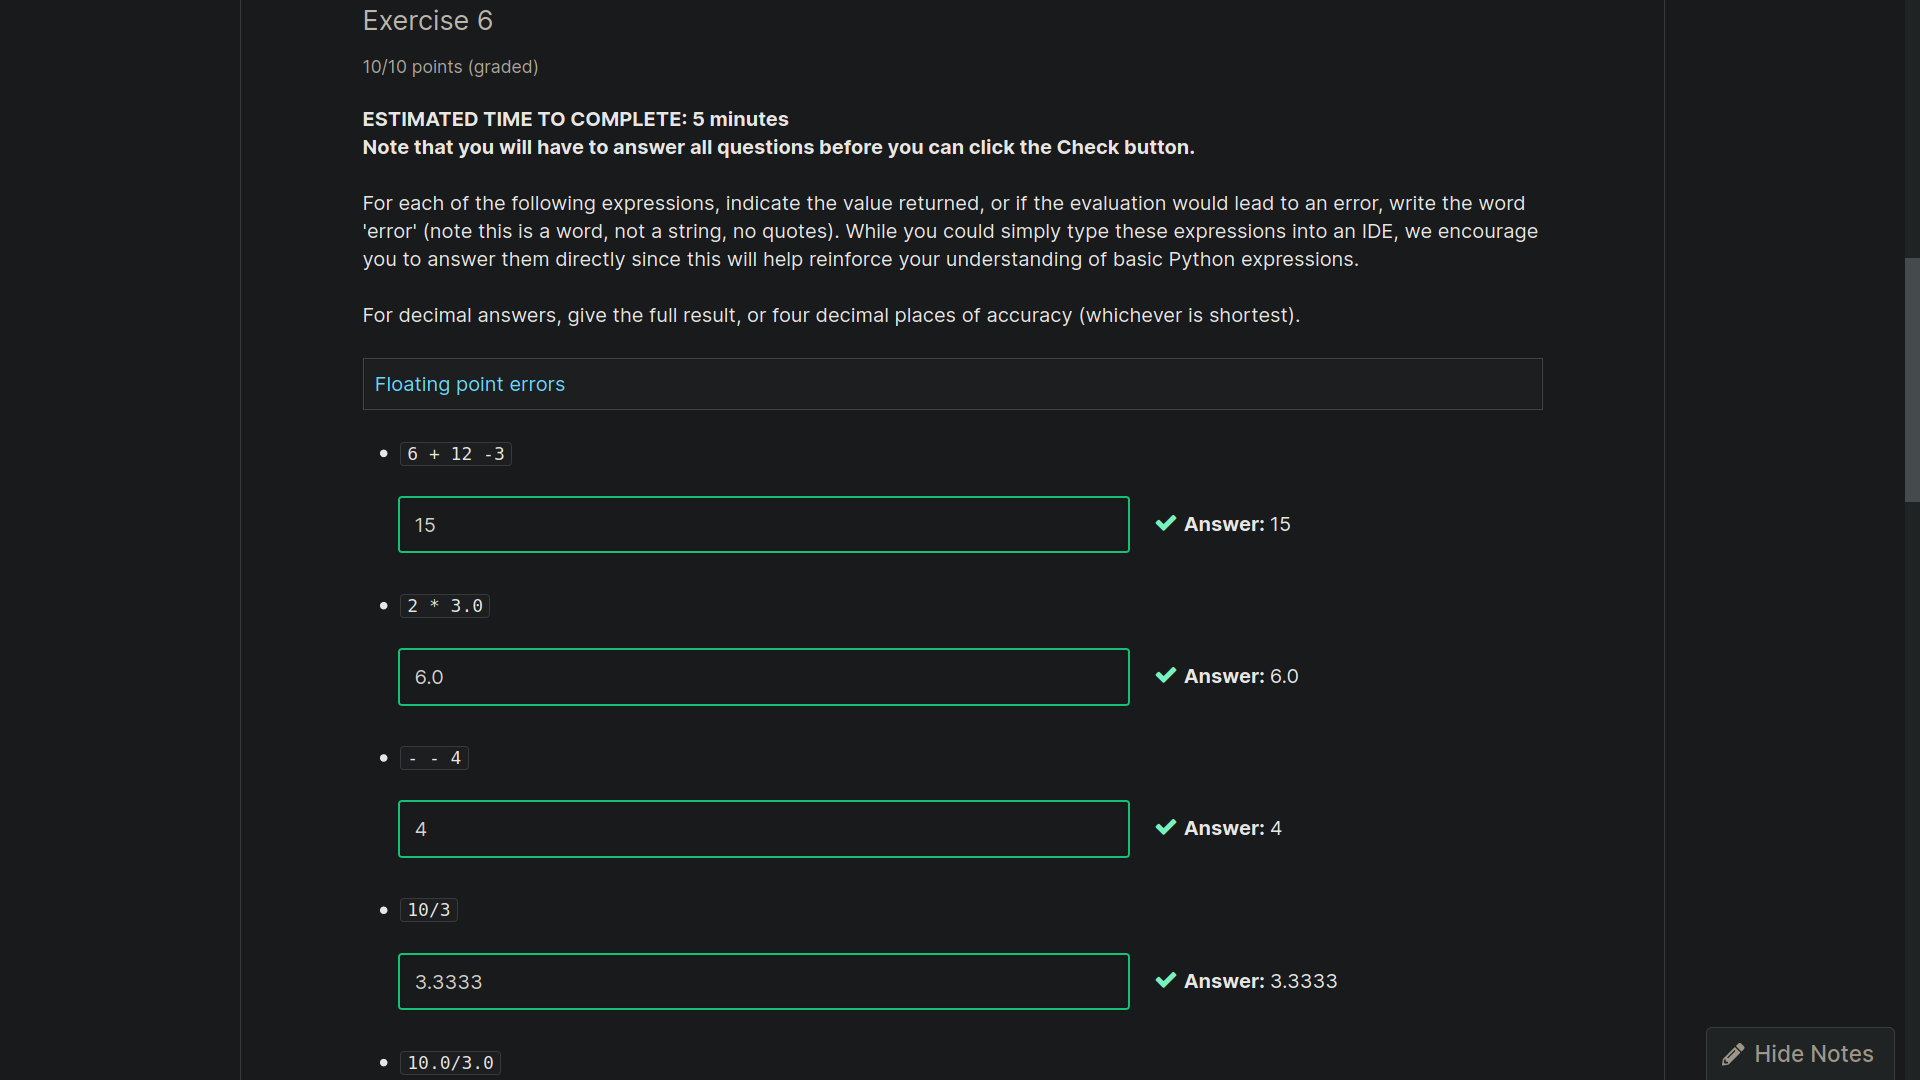 Exercise 6
10/10 points (graded)
ESTIMATED TIME TO COMPLETE: 5 minutes
Note that you will have to answer all questions before you can click the Check button.
For each of the following expressions, indicate the value returned, or if the evaluation would lead to an error, write the word
'error' (note this is a word, not a string, no quotes). While you could simply type these expressions into an IDE, we encourage
you to answer them directly since this will help reinforce your understanding of basic Python expressions.
For decimal answers, give the full result, or four decimal places of accuracy (whichever is shortest).
Floating point errors
6 + 12 -3
15 Answer: 15
2 * 3.0
6.0 Answer: 6.0
- - 4
4 Answer: 4
10/3
3.3333 Answer: 3.3333
10.0/3.0
Hide Notes